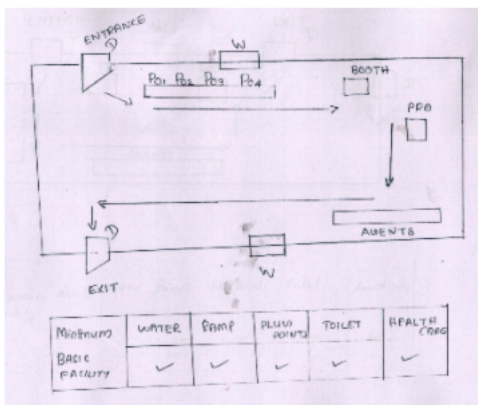 ENTRANCE
D
W
PO1 PO2 PO3 PO4
BOOTH
PRO
AGENTS
D
EXIT
W
Minimum BASIC FACILITY
WATER
RAMP
PLUG POINTS
TOILET
HEALTH CARE